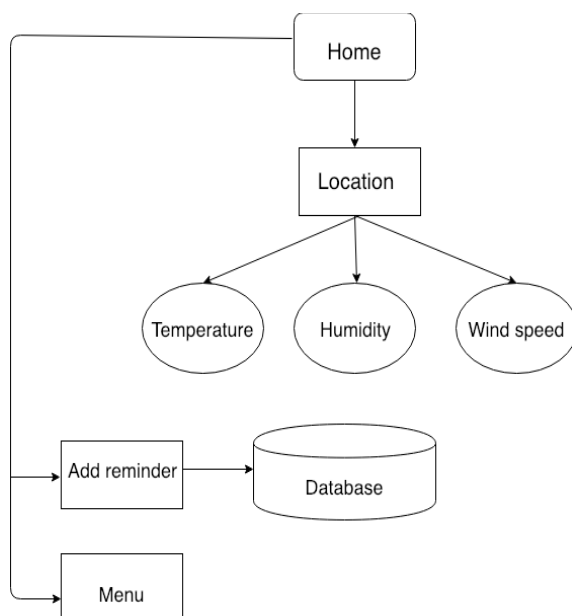 Home
Location
Temperature
Humidity
Wind speed
Add reminder
Database
Menu